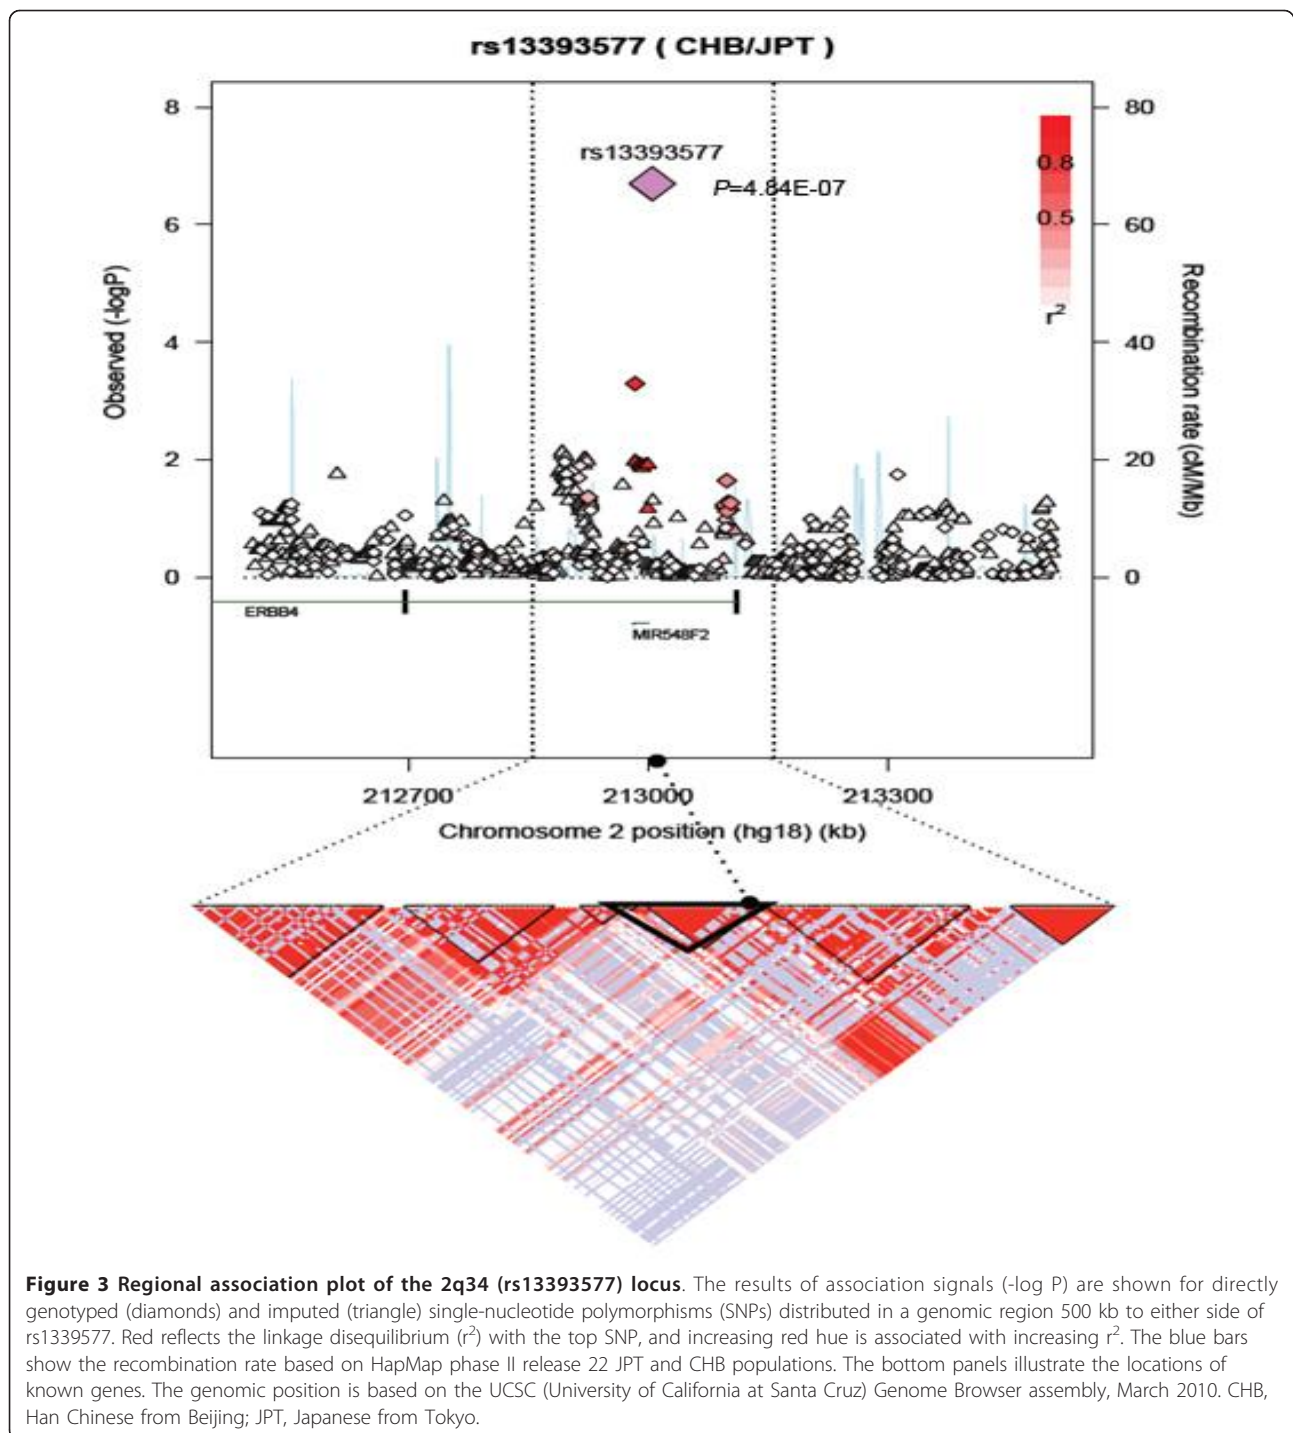 rs13393577 ( CHB/JPT )
8
6
4
2
0
Observed (-logP)
rs13393577
P=4.84E-07
0.8
0.5
r²
80
60
40
20
0
Recombination rate (cM/Mb)
ERBB4
MIR548F2
212700
213000
213300
Chromosome 2 position (hg18) (kb)
Figure 3 Regional association plot of the 2q34 (rs13393577) locus. The results of association signals (-log P) are shown for directly
genotyped (diamonds) and imputed (triangle) single-nucleotide polymorphisms (SNPs) distributed in a genomic region 500 kb to either side of
rs1339577. Red reflects the linkage disequilibrium (r²) with the top SNP, and increasing red hue is associated with increasing r². The blue bars
show the recombination rate based on HapMap phase II release 22 JPT and CHB populations. The bottom panels illustrate the locations of
known genes. The genomic position is based on the UCSC (University of California at Santa Cruz) Genome Browser assembly, March 2010. CHB,
Han Chinese from Beijing; JPT, Japanese from Tokyo.